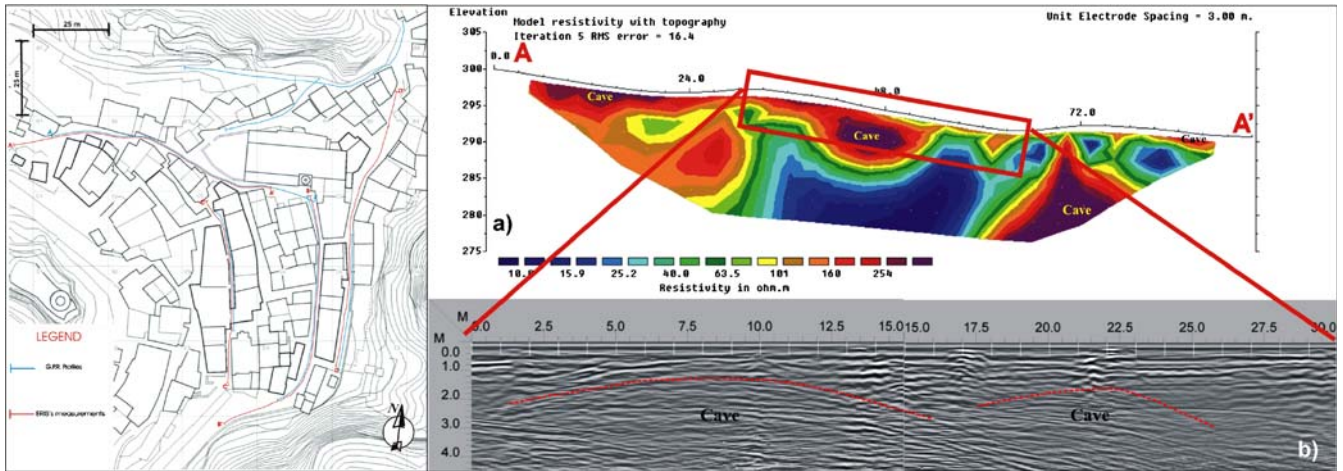 25 m
25 m
LEGEND
G.P.R. Profiles
ERIS's measurements
N
Elevation
Model resistivity with topography
Iteration 5 RMS error = 16.4
Unit Electrode Spacing = 3.00 m.
305
300
295
290
285
280
275
A
0.0
24.0
48.0
72.0
A'
Cave
Cave
Cave
Cave
a)
15.9
25.2
40.0
63.5
101
160
254
Resistivity in ohm.m
M
2.5
5.0
7.5
10.0
12.5
15.0
15.0
17.5
20.0
22.5
25.0
27.5
30.0
M
0.0
1.0
2.0
3.0
4.0
Cave
Cave
b)